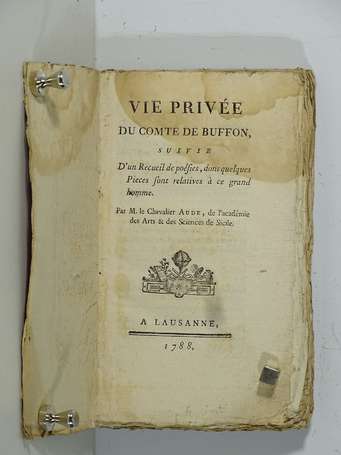 VIE PRIVÉE
DU COMTE DE BUFFON,
SUIVIE
D'un Recueil de poésies, dont quelques
Pieces sont relatives à ce grand
homme.
Par M. le Chevalier AUDE, de l'académie
des Arts & des Sciences de Sicile.
A LAUSANNE,
1788.